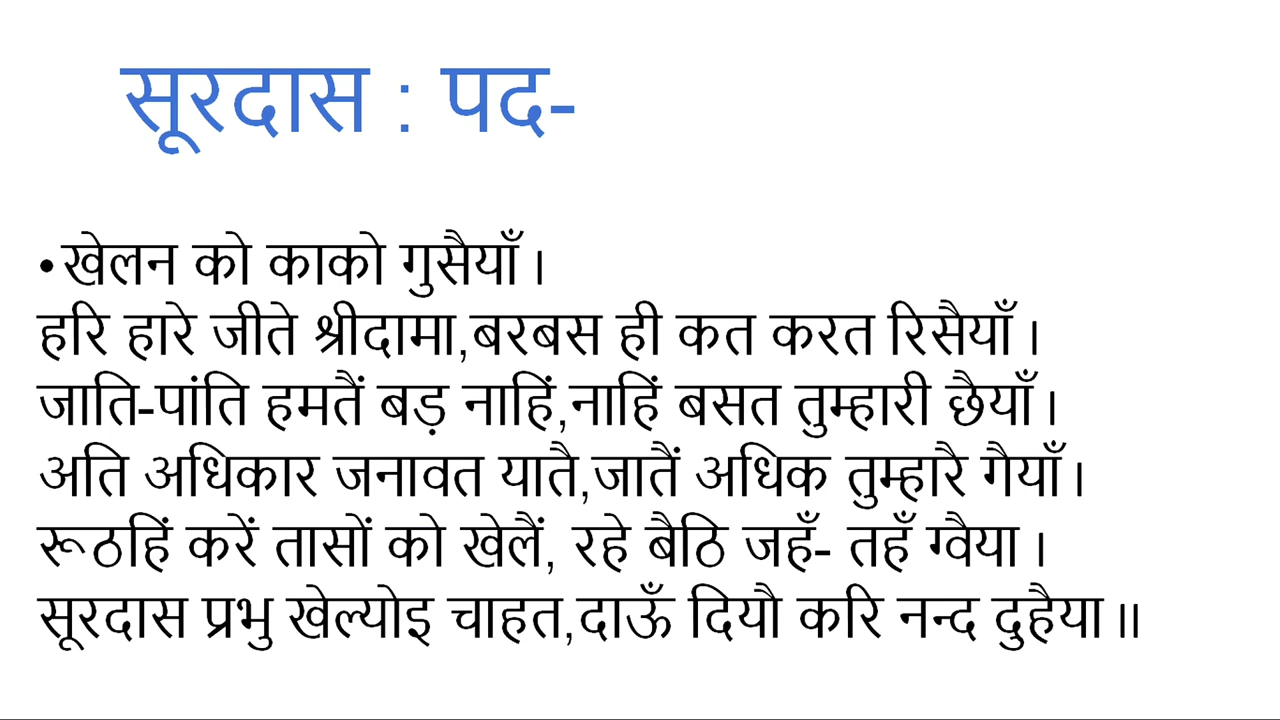 सूरदास : पद-
•खेलन को काको गुसैयाँ ।
हरि हारे जीते श्रीदामा,बरबस ही कत करत रिसैयाँ ।
जाति-पांति हमतैं बड़ नाहिं,नाहिं बसत तुम्हारी छैयाँ ।
अति अधिकार जनावत यातै,जातैं अधिक तुम्हारै गैयाँ ।
रूठहिं करें तासों को खेलैं, रहे बैठि जहँ- तहँ ग्वैया ।
सूरदास प्रभु खेल्योइ चाहत,दाऊँ दियौ करि नन्द दुहैया ॥